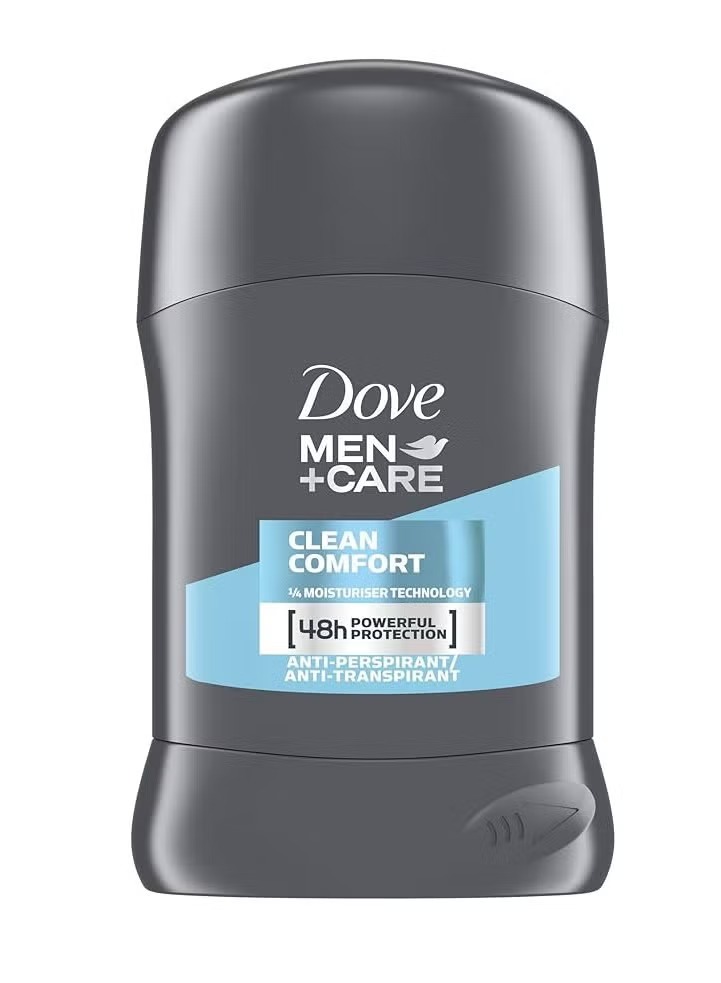 Dove
MEN
+CARE
CLEAN
COMFORT
¼ MOISTURISER TECHNOLOGY
[48h POWERFUL
PROTECTION]
ANTI-PERSPIRANT/
ANTI-TRANSPIRANT